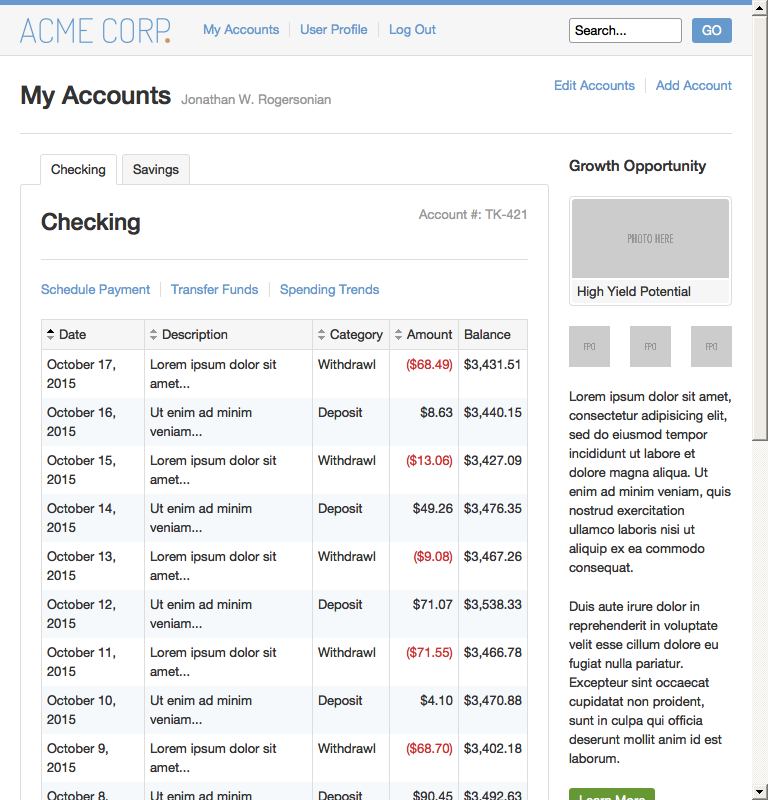 ACME CORP.
My Accounts
User Profile
Log Out
Search...
GO
My Accounts Jonathan W. Rogersonian
Edit Accounts
Add Account
Checking
Savings
Checking
Account #: TK-421
Schedule Payment
Transfer Funds
Spending Trends
Date Description Category Amount Balance
October 17, Lorem ipsum dolor sit Withdrawl ($68.49) $3,431.51
2015 amet...
October 16, Ut enim ad minim Deposit $8.63 $3,440.15
2015 veniam...
October 15, Lorem ipsum dolor sit Withdrawl ($13.06) $3,427.09
2015 amet...
October 14, Ut enim ad minim Deposit $49.26 $3,476.35
2015 veniam...
October 13, Lorem ipsum dolor sit Withdrawl ($9.08) $3,467.26
2015 amet...
October 12, Ut enim ad minim Deposit $71.07 $3,538.33
2015 veniam...
October 11, Lorem ipsum dolor sit Withdrawl ($71.55) $3,466.78
2015 amet...
October 10, Ut enim ad minim Deposit $4.10 $3,470.88
2015 veniam...
October 9, Lorem ipsum dolor sit Withdrawl ($68.70) $3,402.18
2015 amet...
October 8, Ut enim ad minim Deposit $90.45 $3,492.63
Growth Opportunity
PHOTO HERE
High Yield Potential
FPO
FPO
FPO
Lorem ipsum dolor sit amet,
consectetur adipisicing elit,
sed do eiusmod tempor
incididunt ut labore et
dolore magna aliqua. Ut
enim ad minim veniam, quis
nostrud exercitation
ullamco laboris nisi ut
aliquip ex ea commodo
consequat.
Duis aute irure dolor in
reprehenderit in voluptate
velit esse cillum dolore eu
fugiat nulla pariatur.
Excepteur sint occaecat
cupidatat non proident,
sunt in culpa qui officia
deserunt mollit anim id est
laborum.
Learn More